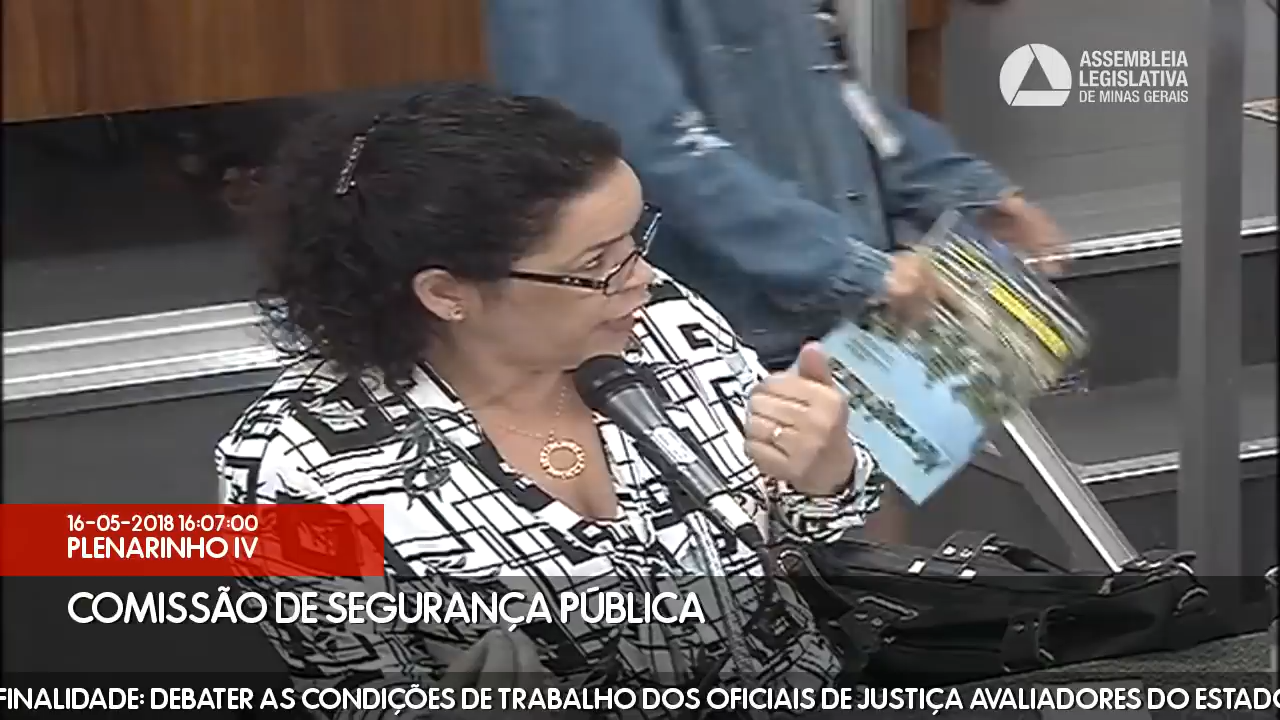 ASSEMBLEIA
LEGISLATIVA
DE MINAS GERAIS
16-05-2018 16:07:00
PLENARINHO IV
COMISSÃO DE SEGURANÇA PÚBLICA
FINALIDADE: DEBATER AS CONDIÇÕES DE TRABALHO DOS OFICIAIS DE JUSTIÇA AVALIADORES DO ESTADO